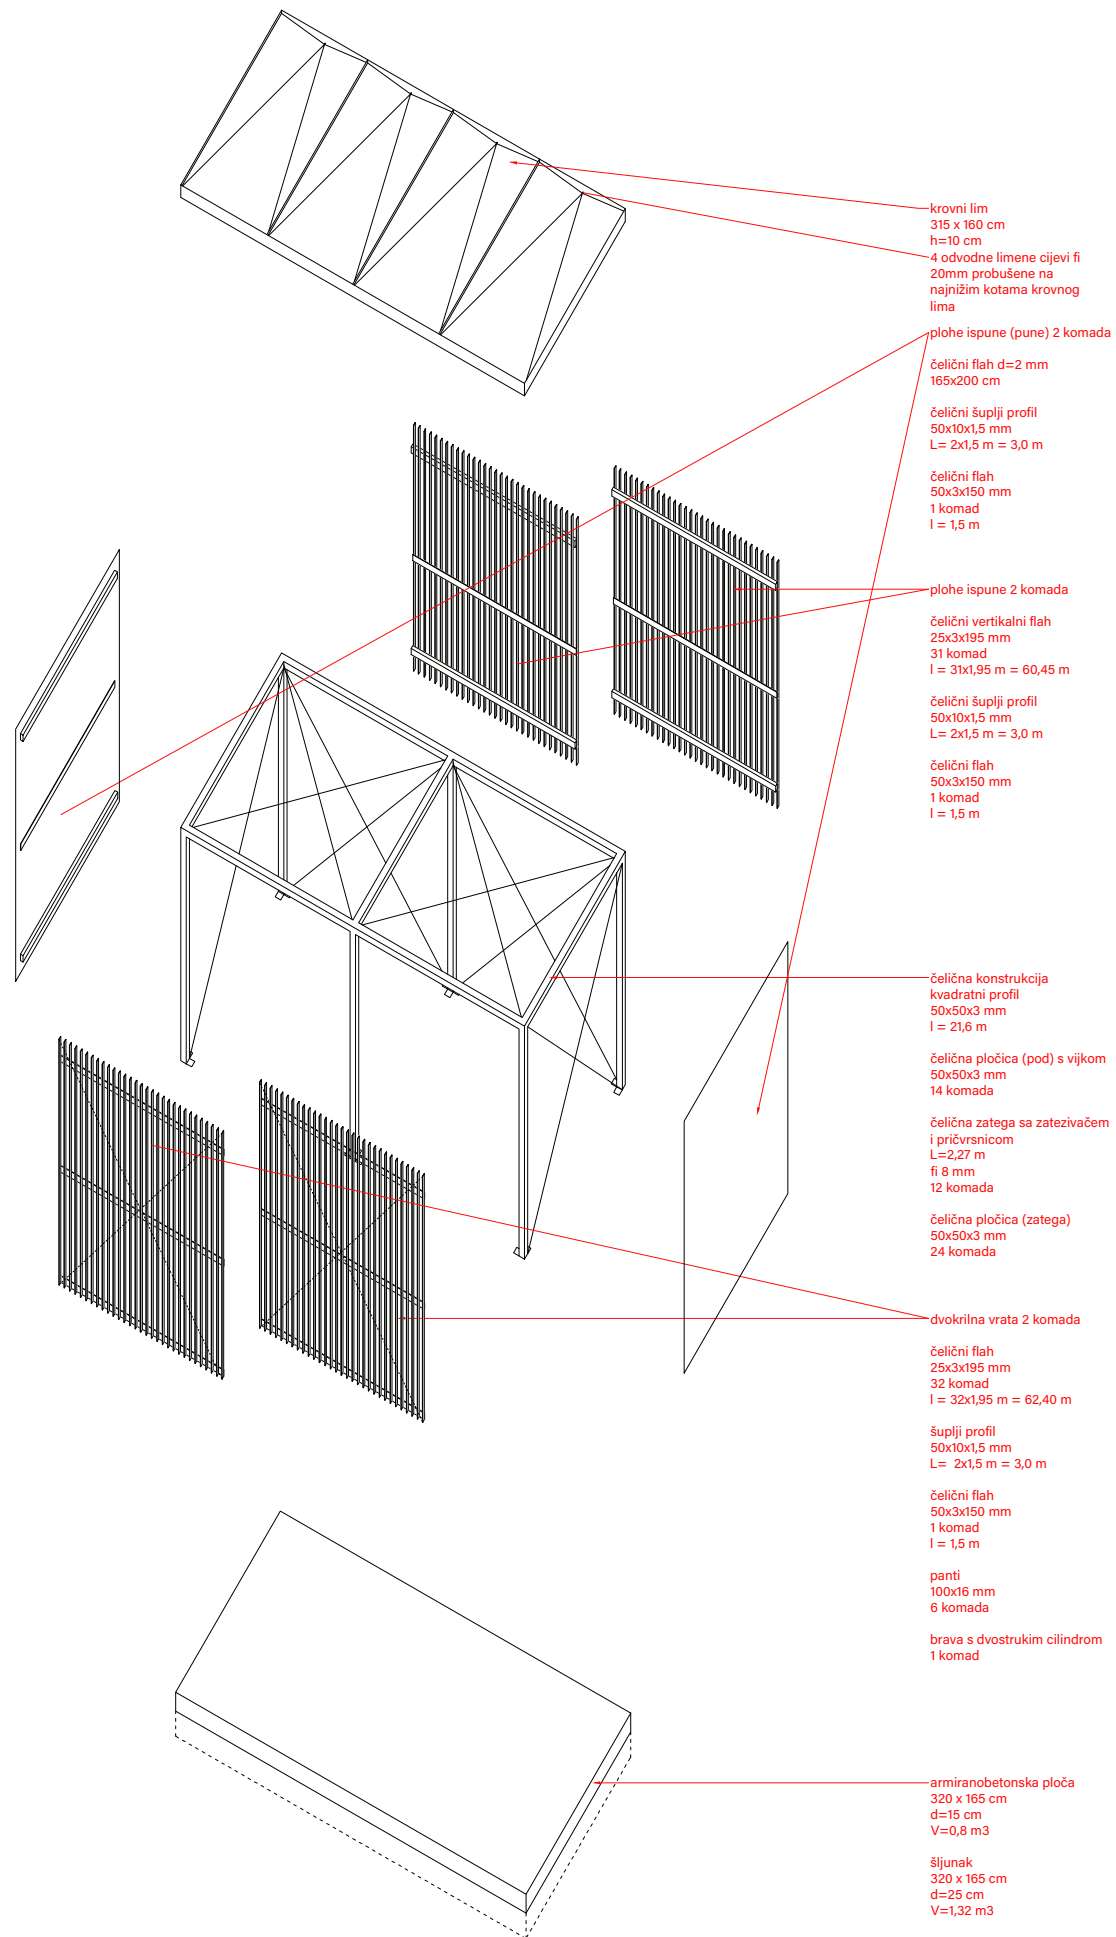 krovni lim
315 x 160 cm
h=10 cm
4 odvodne limene cijevi fi
20mm probušene na
najnižim kotama krovnog
lima
plohe ispune (pune) 2 komada
čelični flah d=2 mm
165x200 cm
čelični šuplji profil
50x10x1,5 mm
L= 2x1,5 m = 3,0 m
čelični flah
50x3x150 mm
1 komad
l = 1,5 m
plohe ispune 2 komada
čelični vertikalni flah
25x3x195 mm
31 komad
l = 31x1,95 m = 60,45 m
čelični šuplji profil
50x10x1,5 mm
L= 2x1,5 m = 3,0 m
čelični flah
50x3x150 mm
1 komad
l = 1,5 m
čelična konstrukcija
kvadratni profil
50x50x3 mm
l = 21,6 m
čelična pločica (pod) s vijkom
50x50x3 mm
14 komada
čelična zatega sa zatezivačem
i pričvrsnicom
L=2,27 m
fi 8 mm
12 komada
čelična pločica (zatega)
50x50x3 mm
24 komada
dvokrilna vrata 2 komada
čelični flah
25x3x195 mm
32 komad
l = 32x1,95 m = 62,40 m
šuplji profil
50x10x1,5 mm
L=  2x1,5 m = 3,0 m
čelični flah
50x3x150 mm
1 komad
l = 1,5 m
panti
100x16 mm
6 komada
brava s dvostrukim cilindrom
1 komad
armiranobetonska ploča
320 x 165 cm
d=15 cm
V=0,8 m3
šljunak
320 x 165 cm
d=25 cm
V=1,32 m3